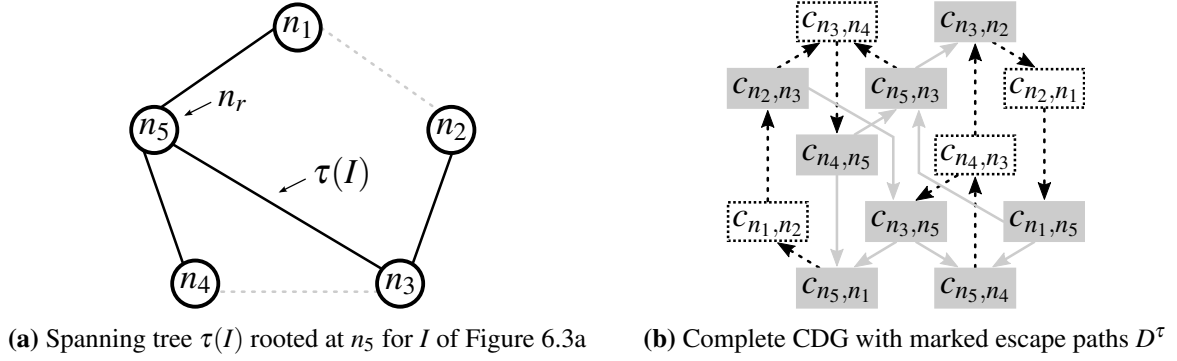 n₁
n₅
n_r
n₂
τ(I)
n₄
n₃
(a) Spanning tree τ(I) rooted at n₅ for I of Figure 6.3a
c_{n₃,n₄}
c_{n₃,n₂}
c_{n₂,n₃}
c_{n₅,n₃}
c_{n₂,n₁}
c_{n₄,n₅}
c_{n₄,n₃}
c_{n₁,n₂}
c_{n₃,n₅}
c_{n₁,n₅}
c_{n₅,n₁}
c_{n₅,n₄}
(b) Complete CDG with marked escape paths D^τ